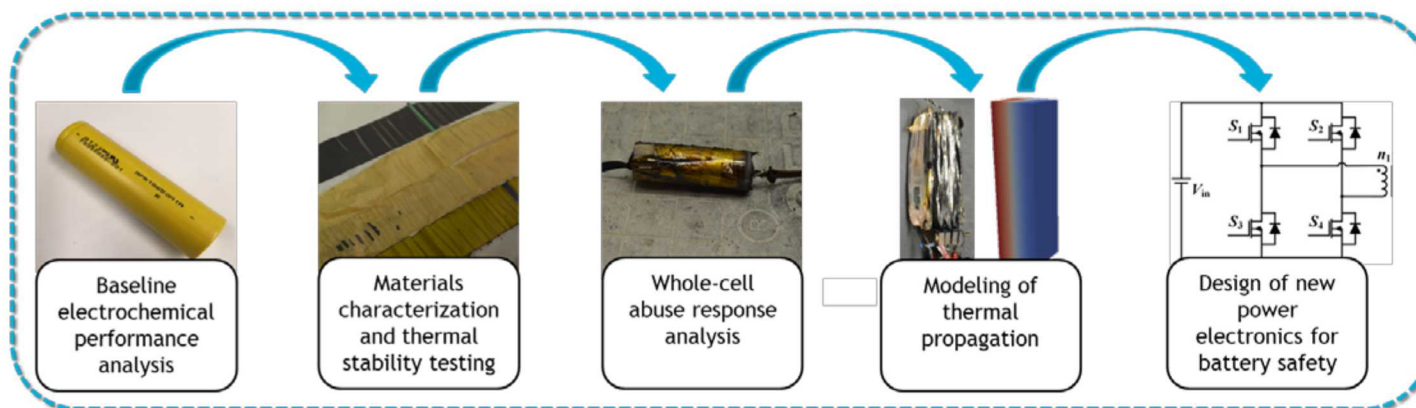 Baseline
electrochemical
performance
analysis
Materials
characterization
and thermal
stability testing
Whole-cell
abuse response
analysis
Modeling of
thermal
propagation
S1
S2
n1
Vin
S3
S4
Design of new
power
electronics for
battery safety